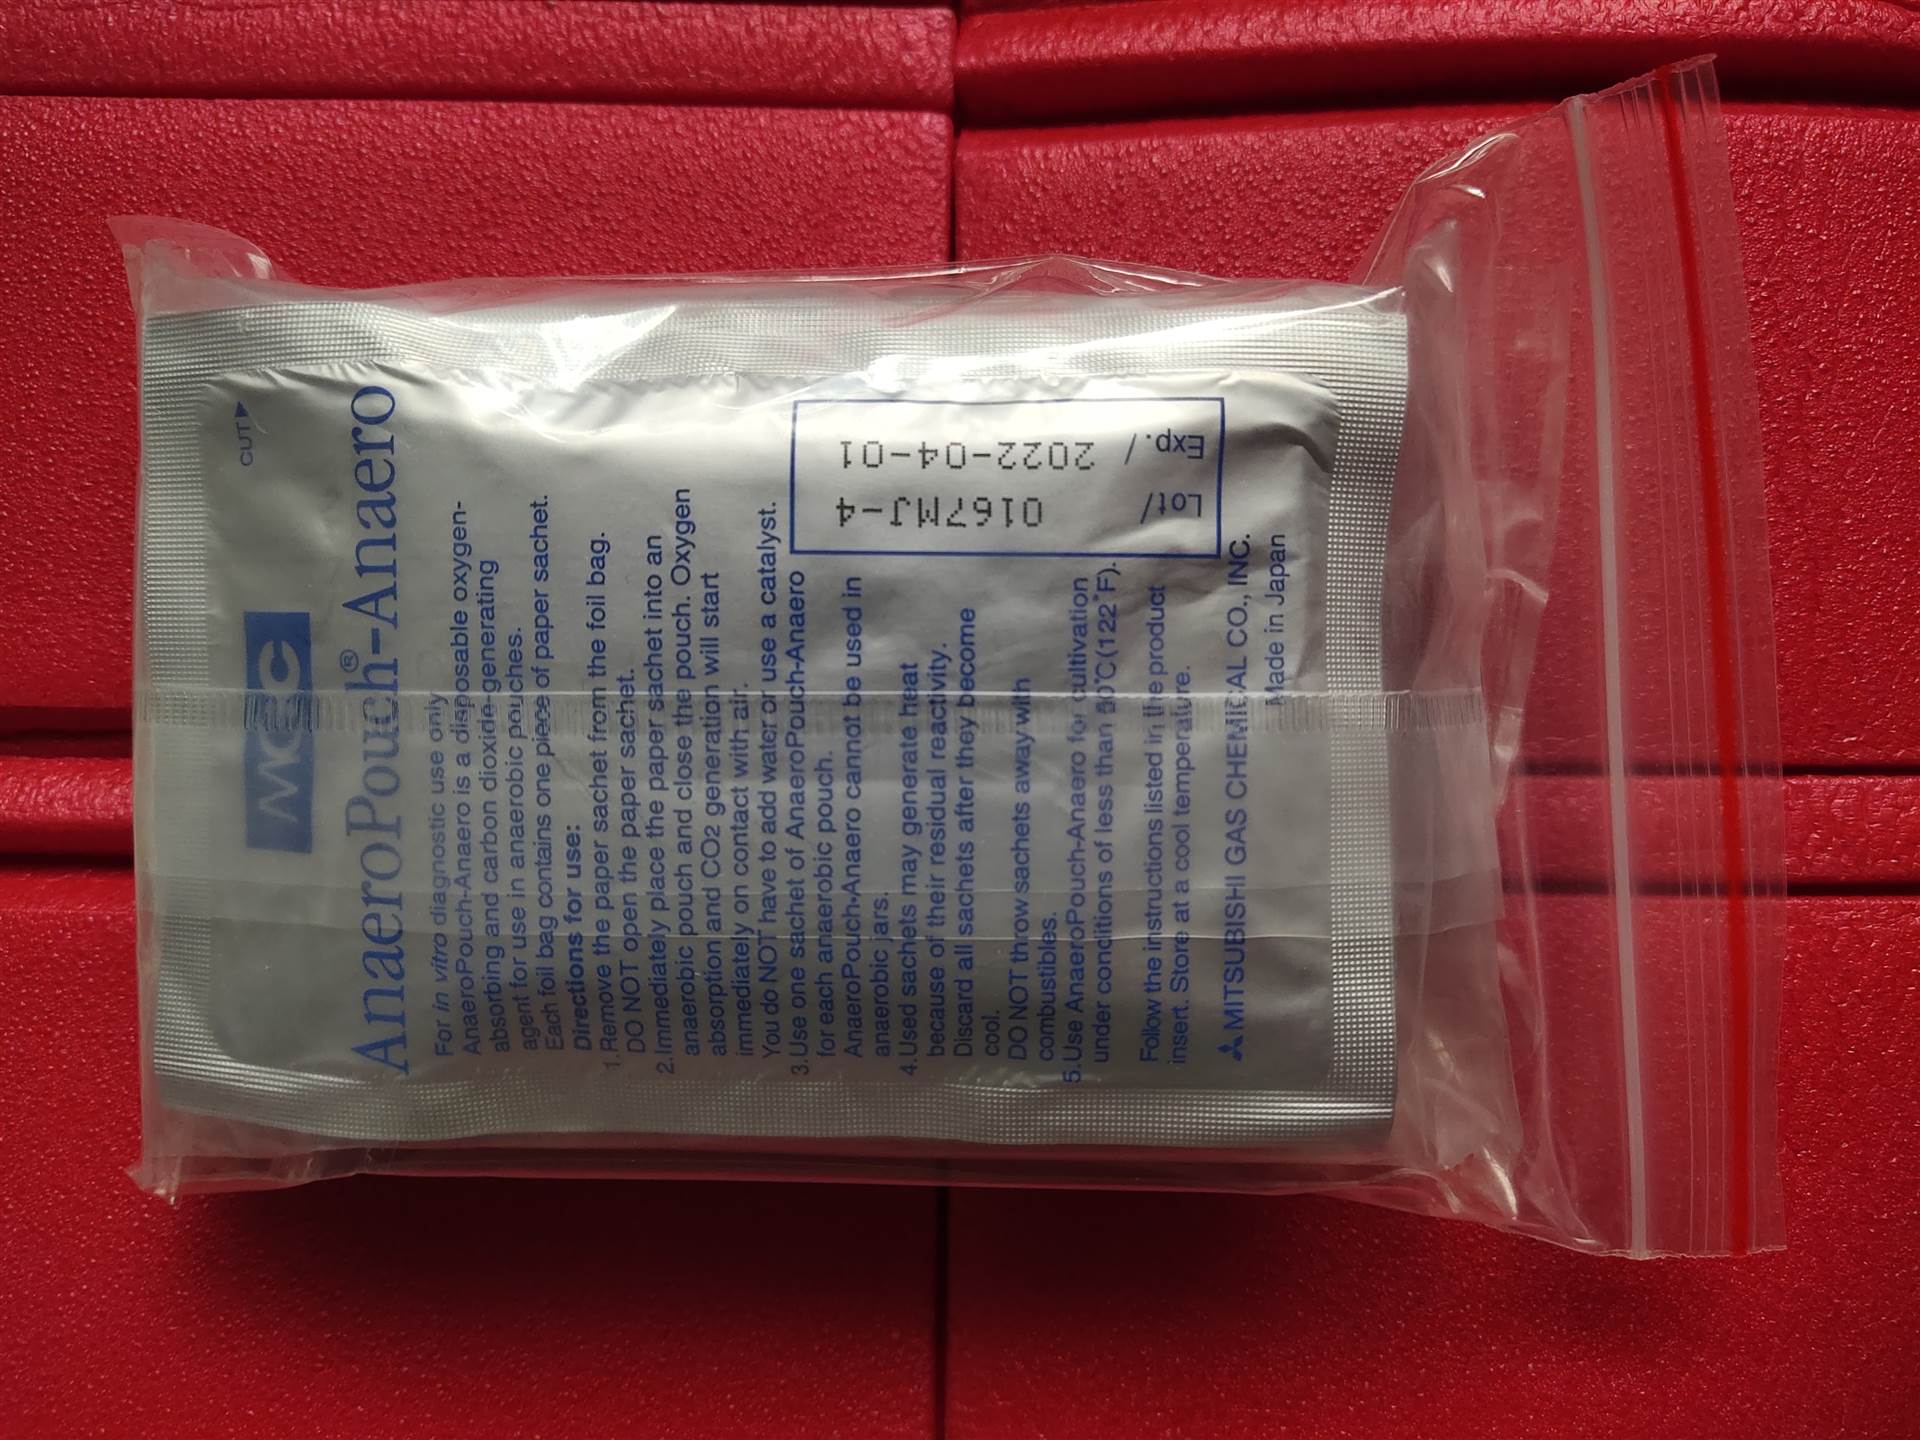 CUT▶
MGC
AnaeroPouch®-Anaero
For in vitro diagnostic use only
AnaeroPouch-Anaero is a disposable oxygen-
absorbing and carbon dioxide-generating
agent for use in anaerobic pouches.
Each foil bag contains one piece of paper sachet.
Directions for use:
1.Remove the paper sachet from the foil bag.
DO NOT open the paper sachet.
2.Immediately place the paper sachet into an
anaerobic pouch and close the pouch. Oxygen
absorption and CO2 generation will start
immediately on contact with air.
You do NOT have to add water or use a catalyst.
3.Use one sachet of AnaeroPouch-Anaero
for each anaerobic pouch.
AnaeroPouch-Anaero cannot be used in
anaerobic jars.
4.Used sachets may generate heat
because of their residual reactivity.
Discard all sachets after they become
cool.
DO NOT throw sachets away with
combustibles.
5.Use AnaeroPouch-Anaero for cultivation
under conditions of less than 50℃(122°F).
Follow the instructions listed in the product
insert. Store at a cool temperature.
MITSUBISHI GAS CHEMICAL CO., INC.
Made in Japan
Lot/ 0167MJ-4
Exp./ 2022-04-01